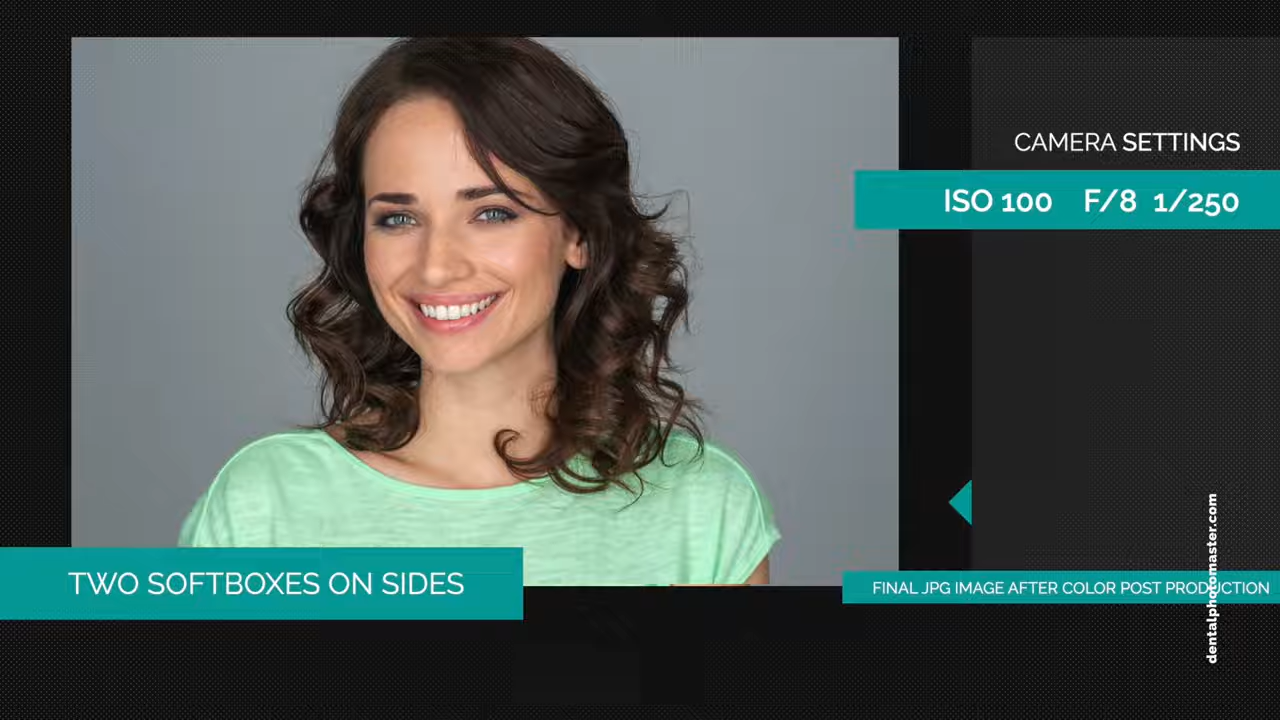 CAMERA SETTINGS
ISO 100 F/8 1/250
TWO SOFTBOXES ON SIDES
FINAL JPG IMAGE AFTER COLOR POST PRODUCTION
dentalphotomaster.com